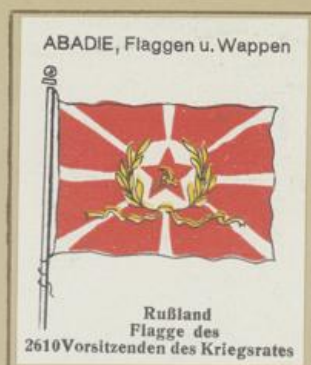 ABADIE, Flaggen u. Wappen
Rußland
Flagge des
2610 Vorsitzenden des Kriegsrates